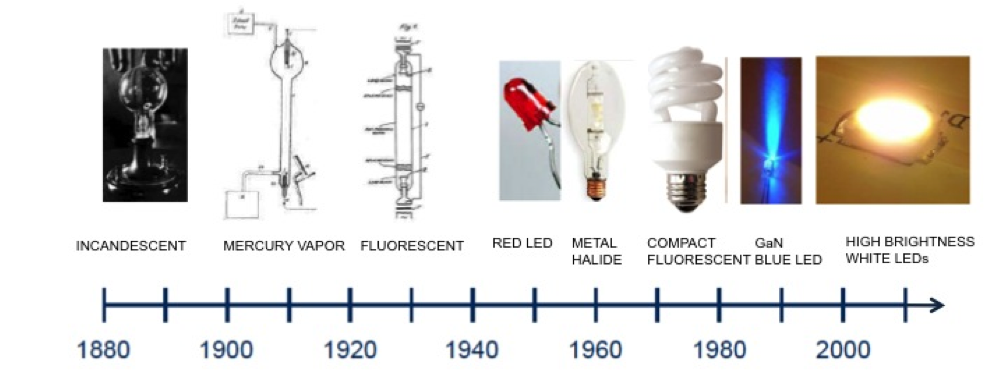 INCANDESCENT
MERCURY VAPOR
FLUORESCENT
RED LED
METAL
HALIDE
COMPACT
FLUORESCENT
GaN
BLUE LED
HIGH BRIGHTNESS
WHITE LEDs
1880
1900
1920
1940
1960
1980
2000